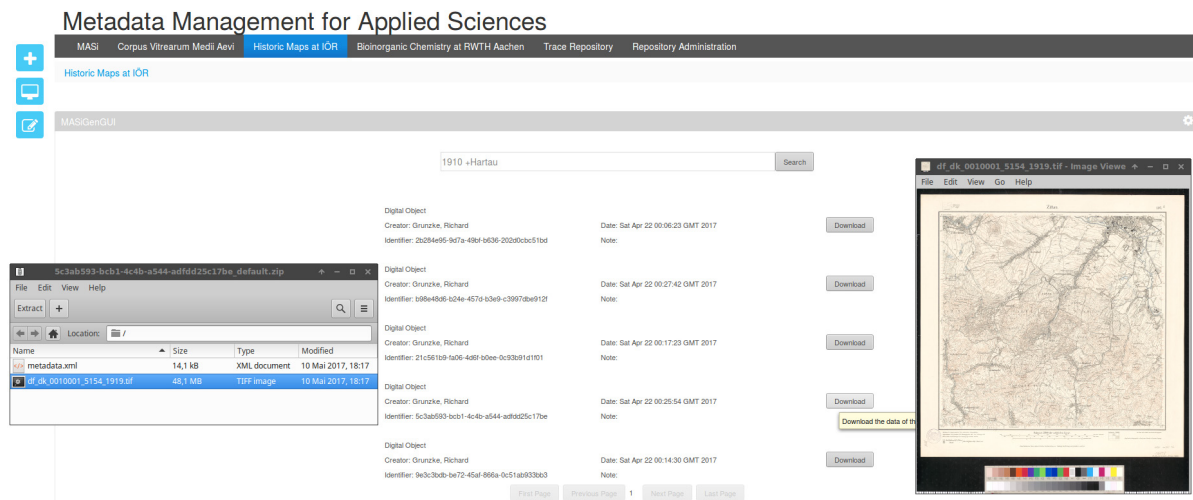 Metadata Management for Applied Sciences
MASi Corpus Vitrearum Medii Aevi Historic Maps at IÖR Bioinorganic Chemistry at RWTH Aachen Trace Repository Repository Administration
Historic Maps at IÖR
MASiGenGUI
1910 +Hartau Search
Digital Object
Creator: Grunzke, Richard Date: Sat Apr 22 00:06:23 GMT 2017 Download
Identifier: 2b284e95-9d7a-49bf-b636-202d0cbc51bd Note:
Digital Object
Creator: Grunzke, Richard Date: Sat Apr 22 00:27:42 GMT 2017 Download
Identifier: b98e48d6-b24e-457d-b3e9-c3997dbe912f Note:
Digital Object
Creator: Grunzke, Richard Date: Sat Apr 22 00:17:23 GMT 2017 Download
Identifier: 21c561b9-fa06-4d6f-b0ee-0c93b91d1f01 Note:
Digital Object
Creator: Grunzke, Richard Date: Sat Apr 22 00:25:54 GMT 2017 Download
Identifier: 5c3ab593-bcb1-4c4b-a544-adfdd25c17be Note:
Download the data of th
Digital Object
Creator: Grunzke, Richard Date: Sat Apr 22 00:14:30 GMT 2017 Download
Identifier: 9e3c3bdb-be72-45af-866a-0c51ab933bb3 Note:
First Page Previous Page 1 Next Page Last Page
5c3ab593-bcb1-4c4b-a544-adfdd25c17be_default.zip
File Edit View Help
Extract
Location: /
Name Size Type Modified
metadata.xml 14,1 kB XML document 10 Mai 2017, 18:17
df_dk_0010001_5154_1919.tif 48,1 MB TIFF image 10 Mai 2017, 18:17
df_dk_0010001_5154_1919.tif - Image Viewe
File Edit View Go Help